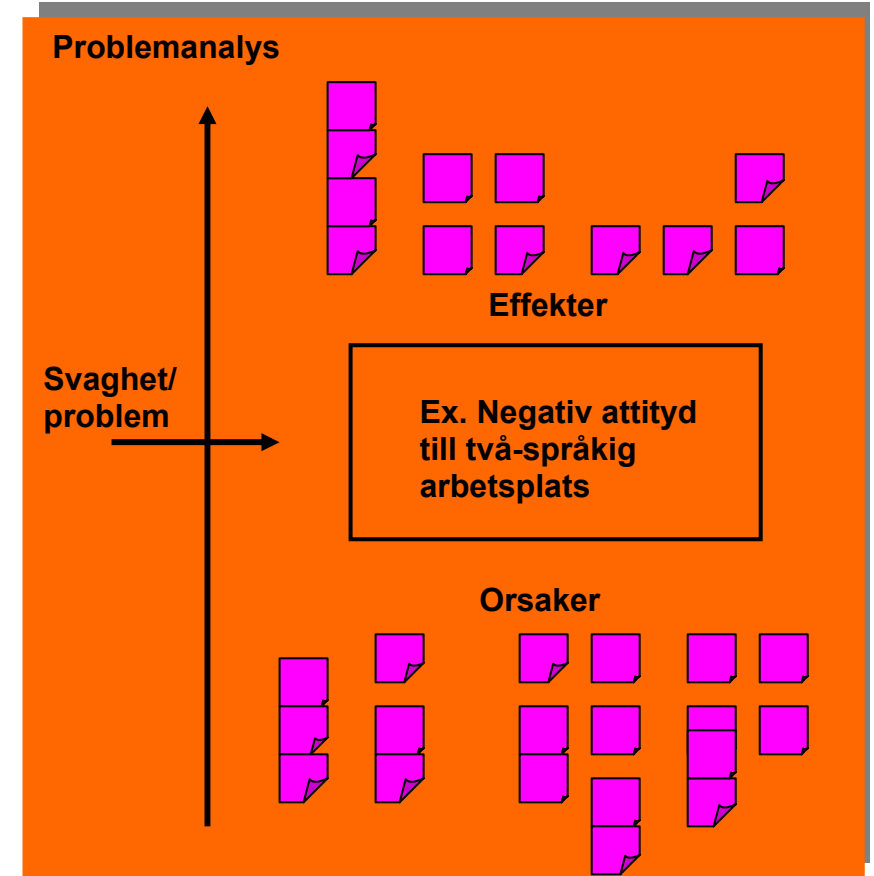 Problemanalys
Effekter
Svaghet/
problem
Ex. Negativ attityd
till två-språkig
arbetsplats
Orsaker